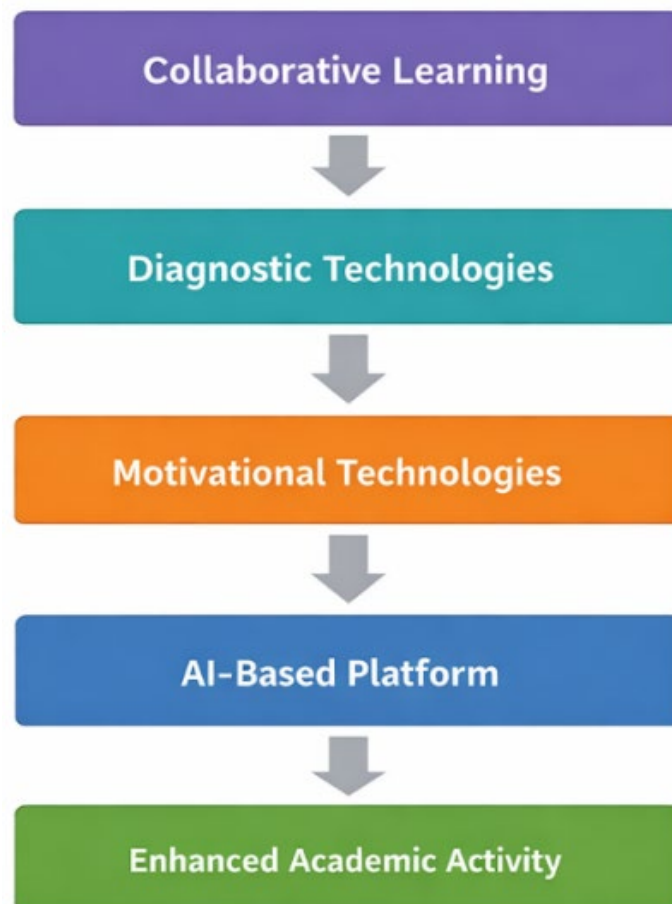 Collaborative Learning
Diagnostic Technologies
Motivational Technologies
AI-Based Platform
Enhanced Academic Activity